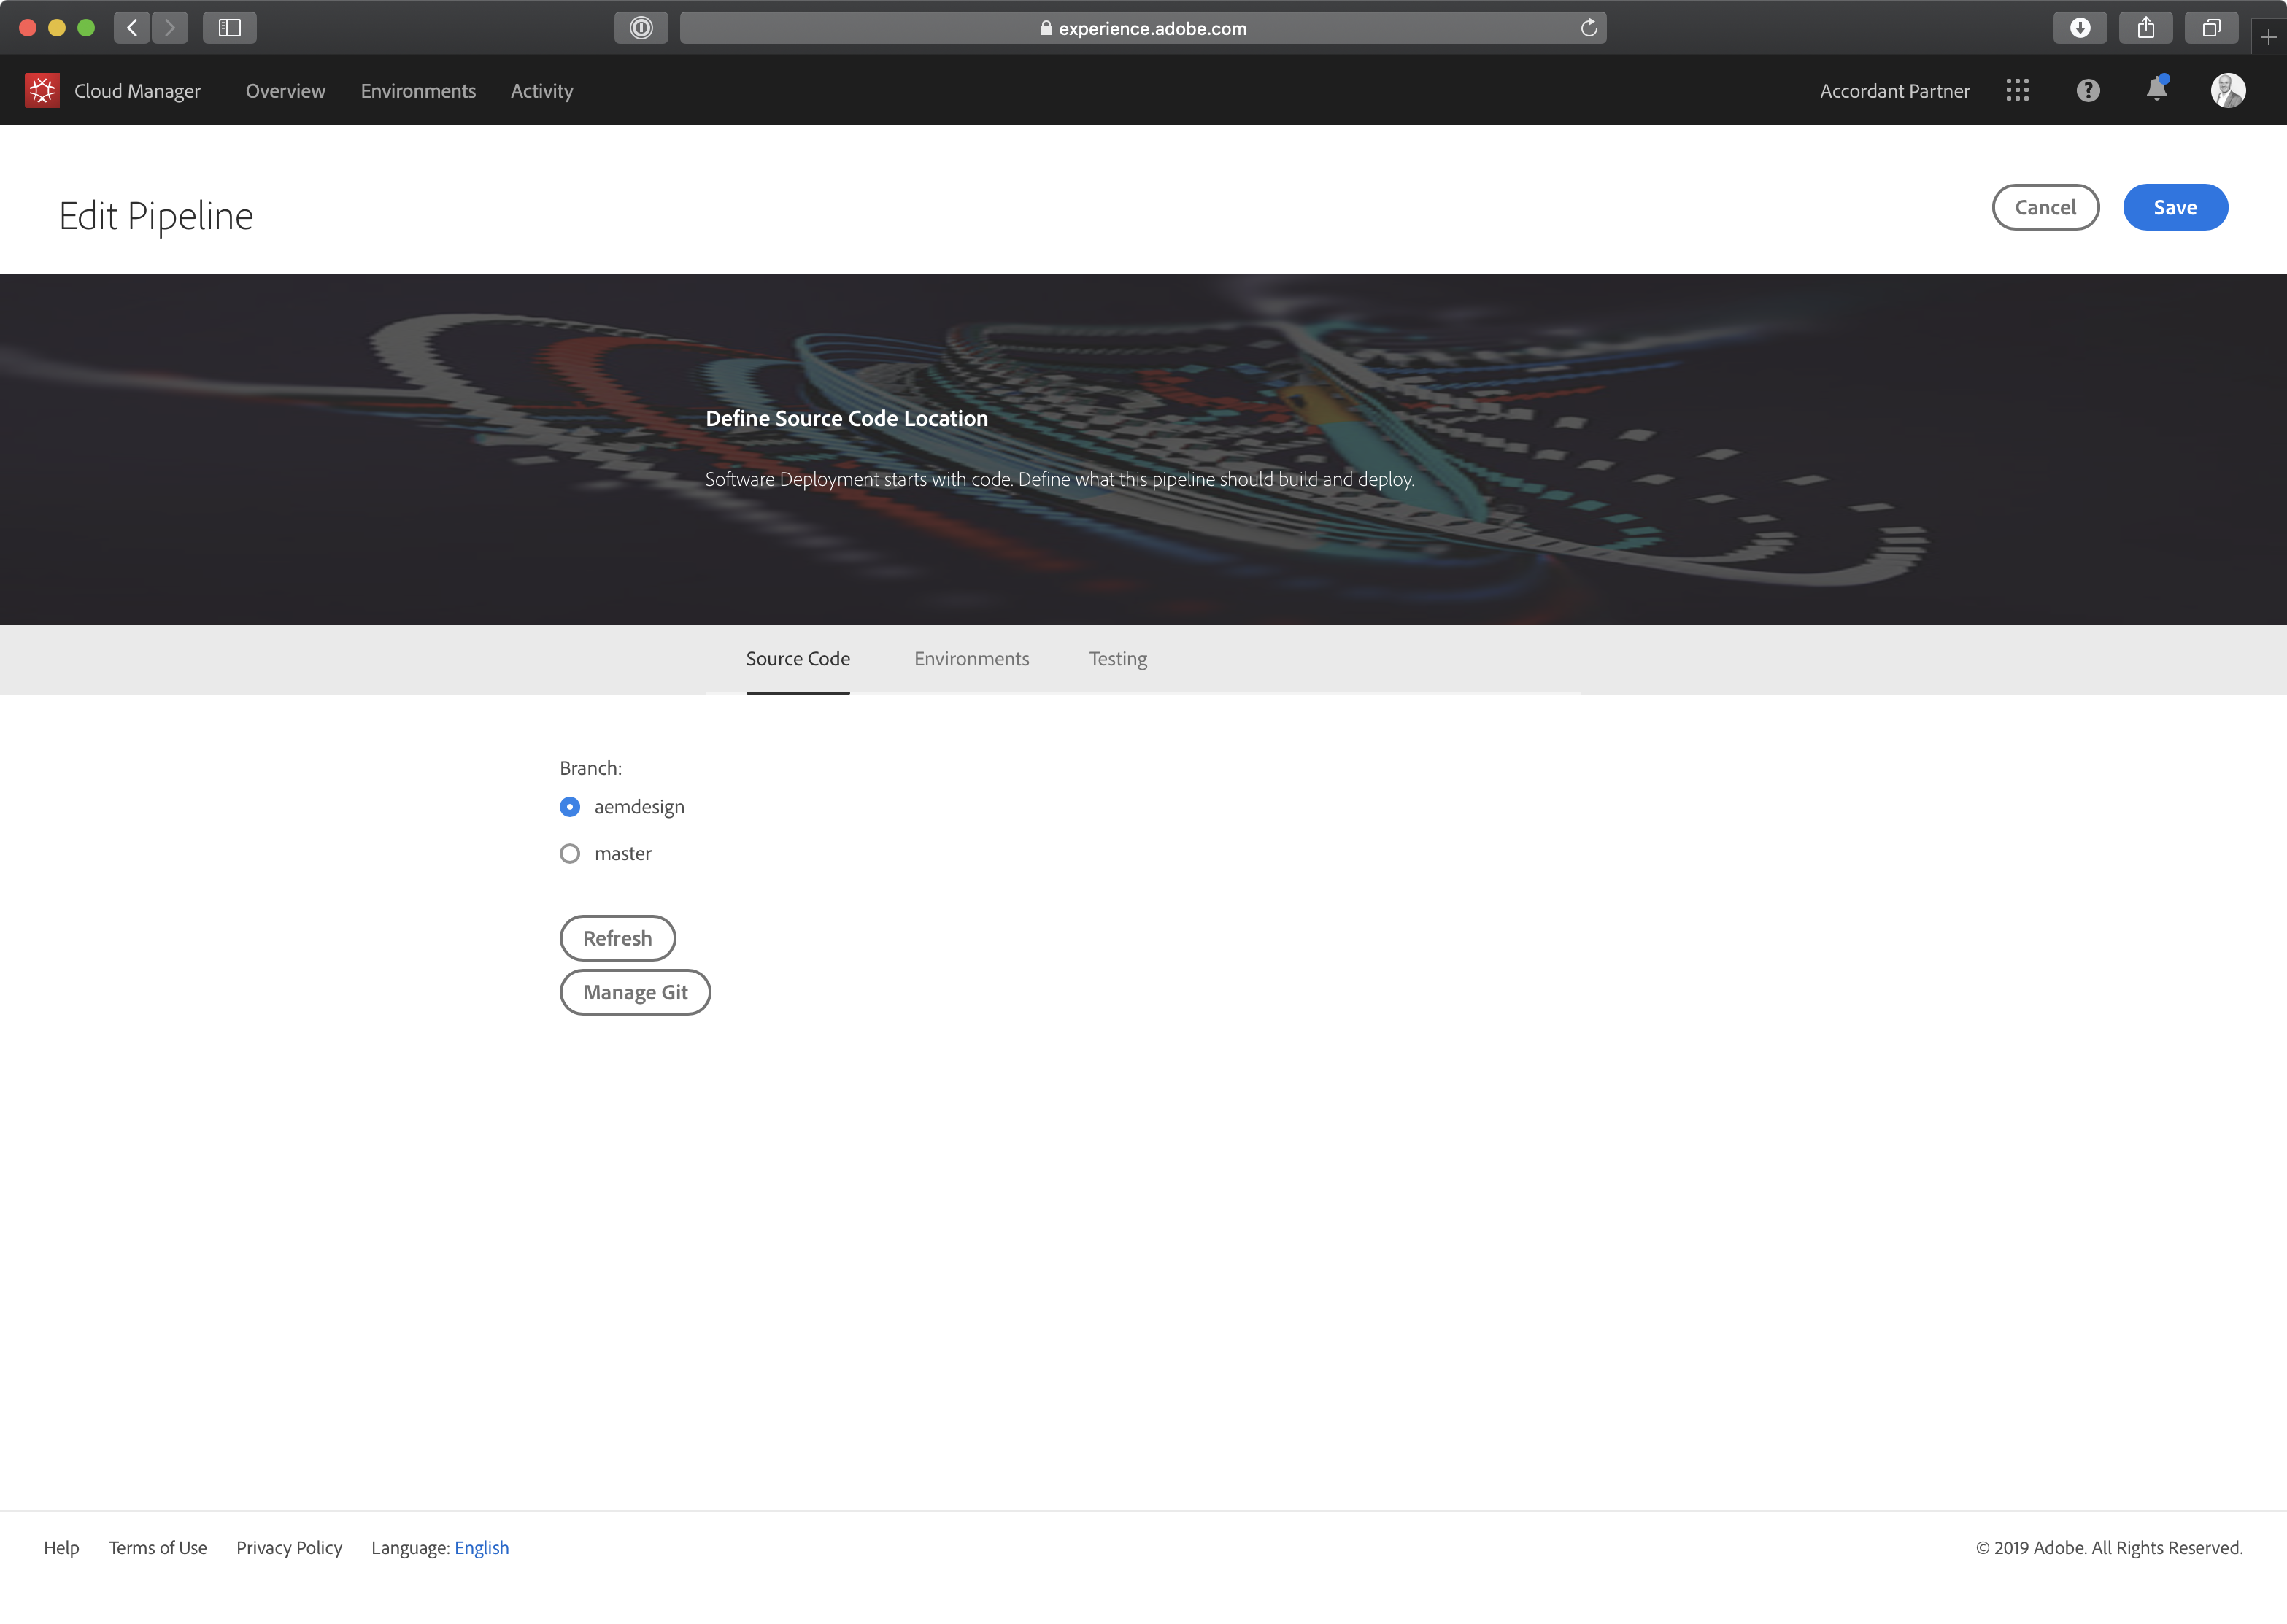 experience.adobe.com
Cloud Manager Overview Environments Activity Accordant Partner
Edit Pipeline
Cancel Save
Define Source Code Location
Software Deployment starts with code. Define what this pipeline should build and deploy.
Source Code Environments Testing
Branch:
aemdesign
master
Refresh
Manage Git
Help Terms of Use Privacy Policy Language: English © 2019 Adobe. All Rights Reserved.